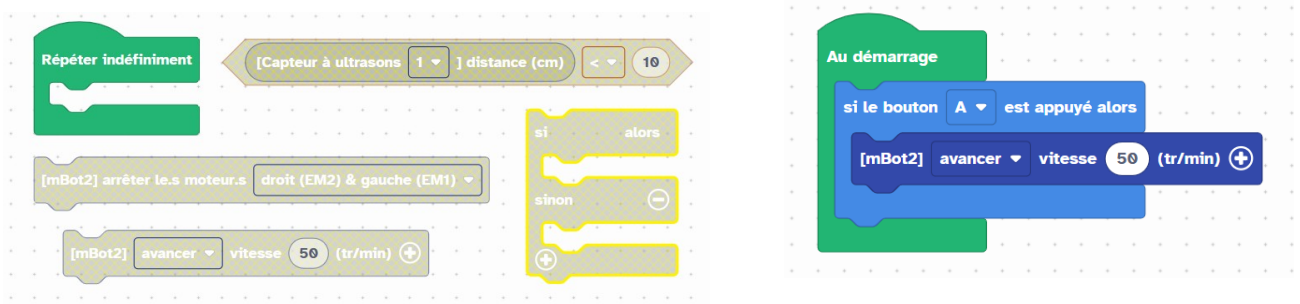 Répéter indéfiniment
[Capteur à ultrasons 1 ] distance (cm) < 10
si alors
sinon
[mBot2] arrêter le.s moteur.s droit (EM2) & gauche (EM1)
[mBot2] avancer vitesse 50 (tr/min)
Au démarrage
si le bouton A est appuyé alors
[mBot2] avancer vitesse 50 (tr/min)